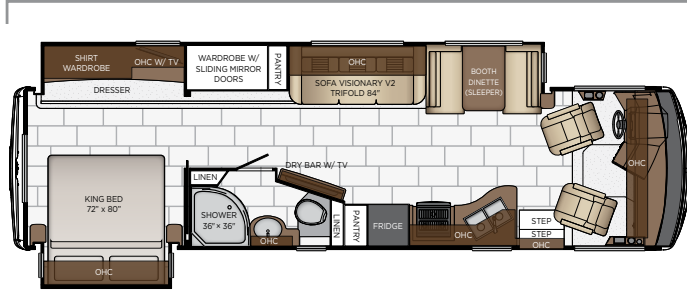 SHIRT
WARDROBE
OHC W/ TV
DRESSER
WARDROBE W/
SLIDING MIRROR
DOORS
PANTRY
OHC
SOFA VISIONARY V2
TRIFOLD 84"
BOOTH
DINETTE
(SLEEPER)
OHC
DRY BAR W/ TV
LINEN
KING BED
72" x 80"
OHC
SHOWER
36" × 36"
OHC
LINEN
PANTRY
FRIDGE
OHC
STEP
STEP
OHC